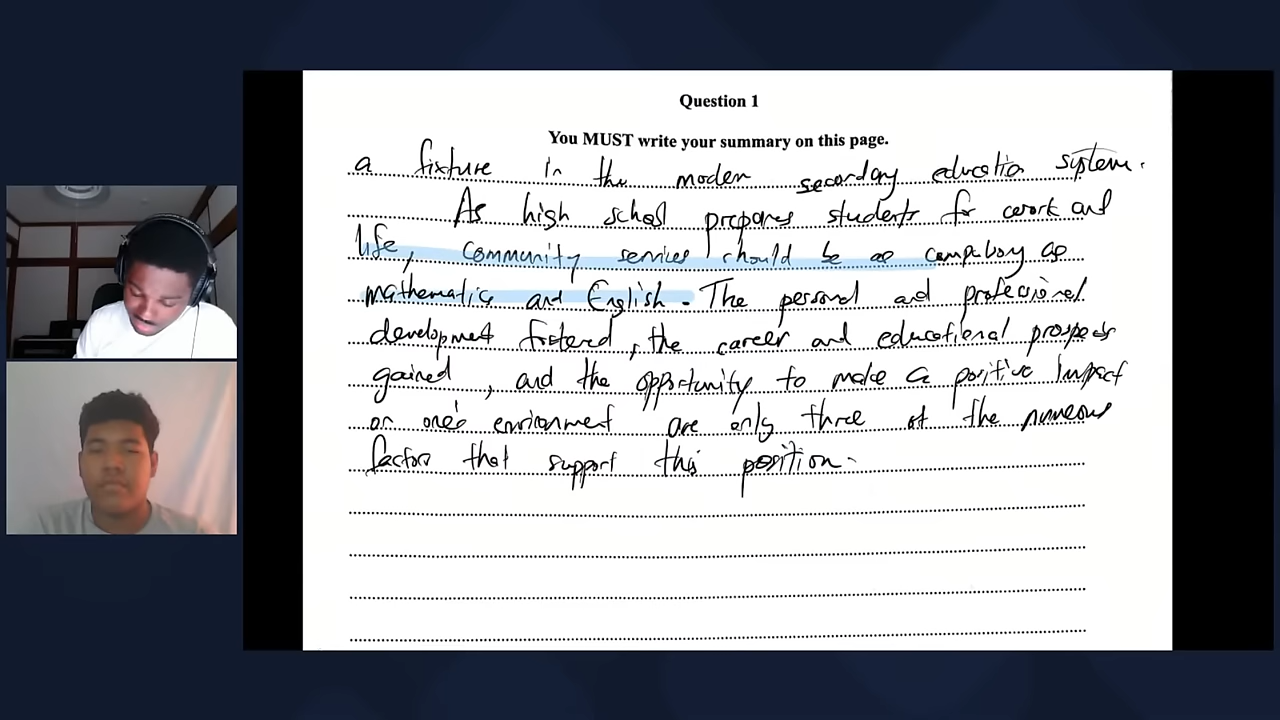 Question 1
You MUST write your summary on this page.
a fixture in the modern secondary education system.
As high school prepares students for work and
life, community services should be as compulsory as
mathematics and English. The personal and professional
development fostered, the career and educational prospects
gained, and the opportunity to make a positive impact
on one's environment are only three of the numerous
factors that support this position.